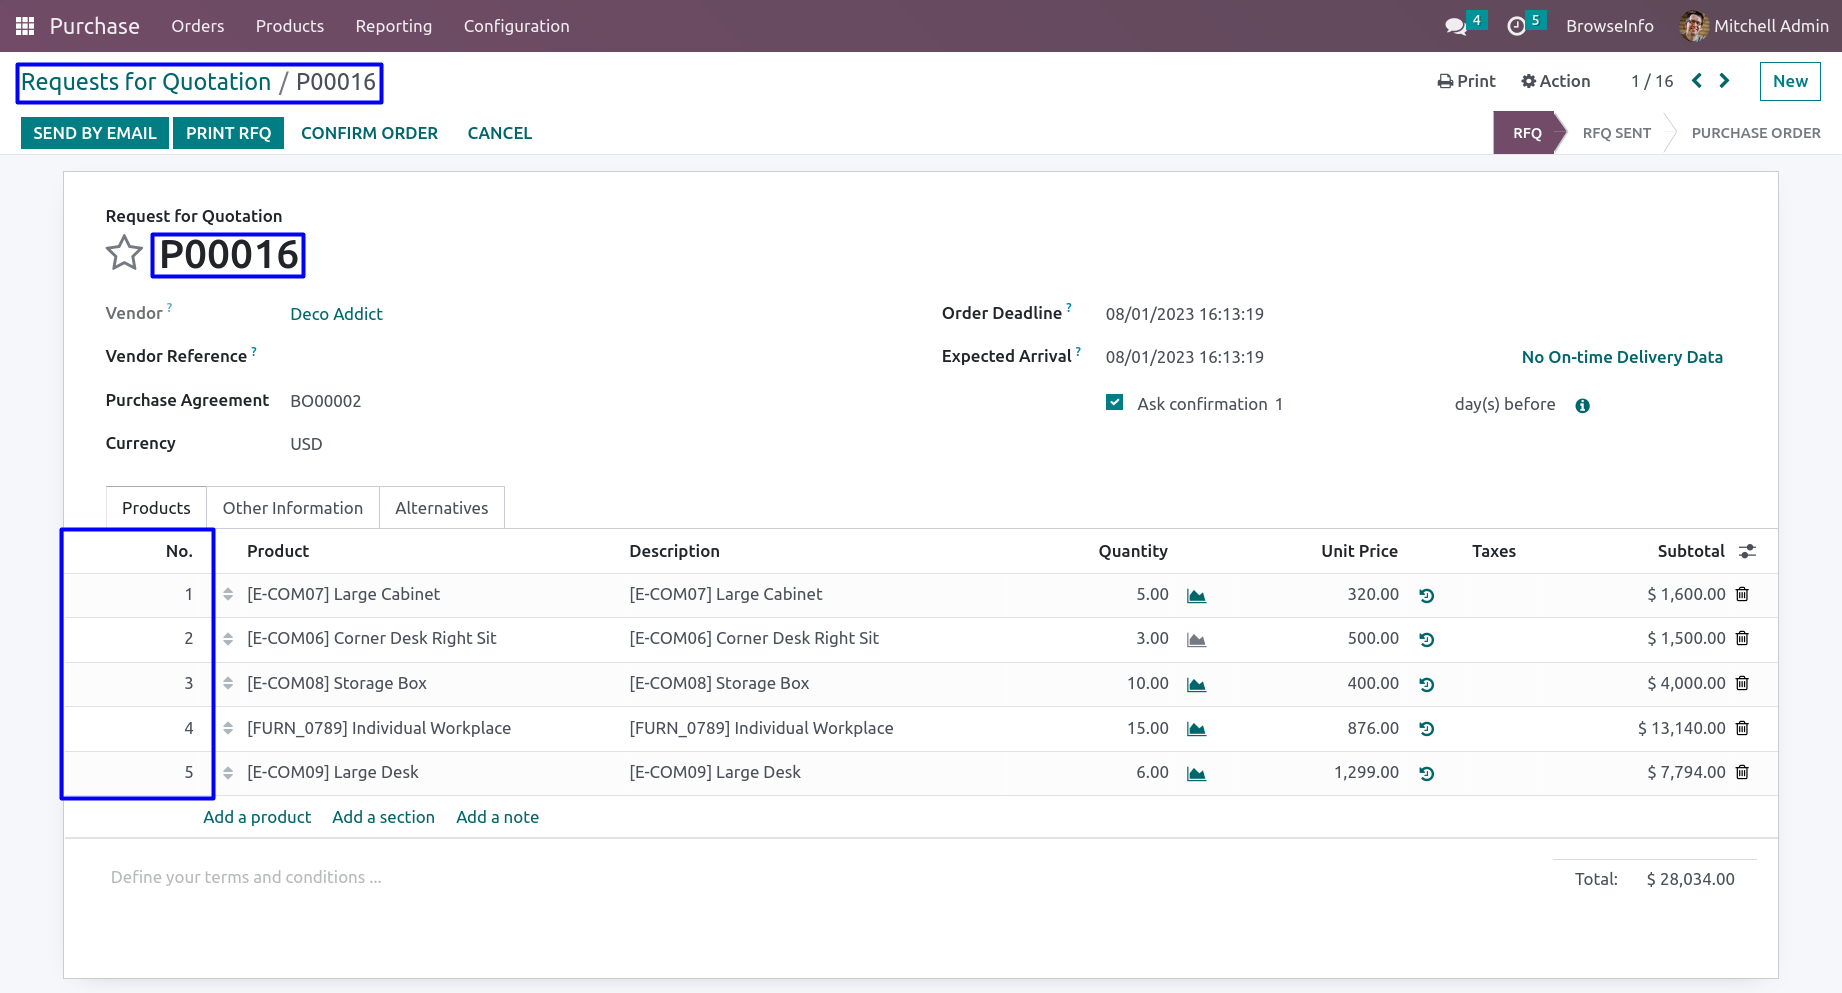 Purchase Orders Products Reporting Configuration 4 5 BrowseInfo Mitchell Admin
Requests for Quotation / P00016 Print Action 1 / 16 New
SEND BY EMAIL PRINT RFQ CONFIRM ORDER CANCEL RFQ RFQ SENT PURCHASE ORDER
Request for Quotation
P00016
Vendor ? Deco Addict Order Deadline ? 08/01/2023 16:13:19
Vendor Reference ? Expected Arrival ? 08/01/2023 16:13:19 No On-time Delivery Data
Purchase Agreement BO00002 Ask confirmation 1 day(s) before
Currency USD
Products Other Information Alternatives
No. Product Description Quantity Unit Price Taxes Subtotal
1 [E-COM07] Large Cabinet [E-COM07] Large Cabinet 5.00 320.00 $ 1,600.00
2 [E-COM06] Corner Desk Right Sit [E-COM06] Corner Desk Right Sit 3.00 500.00 $ 1,500.00
3 [E-COM08] Storage Box [E-COM08] Storage Box 10.00 400.00 $ 4,000.00
4 [FURN_0789] Individual Workplace [FURN_0789] Individual Workplace 15.00 876.00 $ 13,140.00
5 [E-COM09] Large Desk [E-COM09] Large Desk 6.00 1,299.00 $ 7,794.00
Add a product Add a section Add a note
Define your terms and conditions ... Total: $ 28,034.00